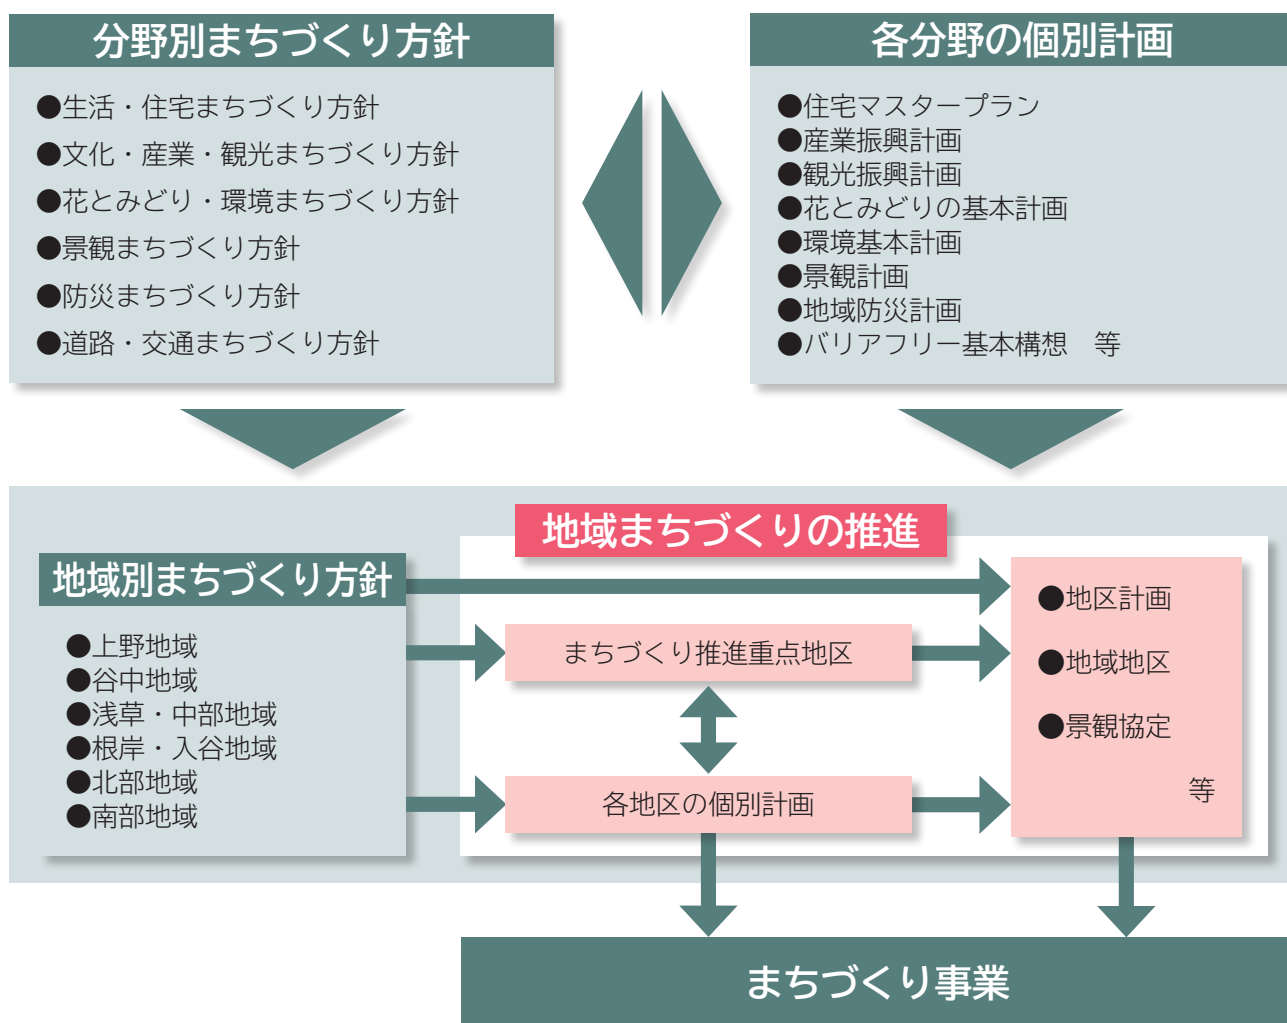 分野別まちづくり方針
●生活・住宅まちづくり方針
●文化・産業・観光まちづくり方針
●花とみどり・環境まちづくり方針
●景観まちづくり方針
●防災まちづくり方針
●道路・交通まちづくり方針
各分野の個別計画
●住宅マスタープラン
●産業振興計画
●観光振興計画
●花とみどりの基本計画
●環境基本計画
●景観計画
●地域防災計画
●バリアフリー基本構想　等
地域まちづくりの推進
地域別まちづくり方針
●上野地域
●谷中地域
●浅草・中部地域
●根岸・入谷地域
●北部地域
●南部地域
まちづくり推進重点地区
各地区の個別計画
●地区計画
●地域地区
●景観協定
等
まちづくり事業